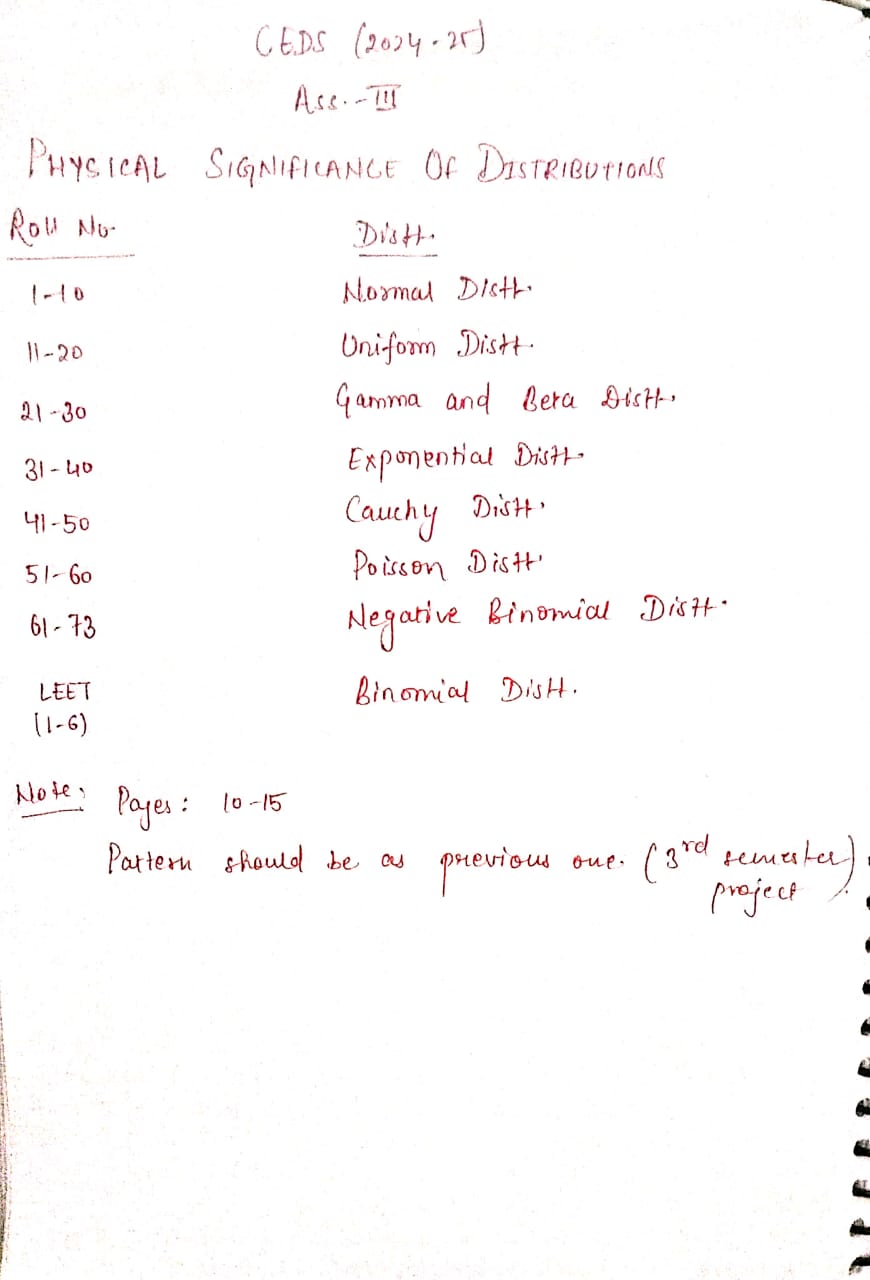 CEDS (2024-25)
Ass.-III
PHYSICAL SIGNIFICANCE OF DISTRIBUTIONS
Roll No. Distt.
1-10 Normal Distt.
11-20 Uniform Distt.
21-30 Gamma and Beta Distt.
31-40 Exponential Distt.
41-50 Cauchy Distt.
51-60 Poisson Distt.
61-73 Negative Binomial Distt.
LEET Binomial Distt.
(1-6)
Note: Pages: 10-15
Pattern should be as previous one. (3rd semester)
project